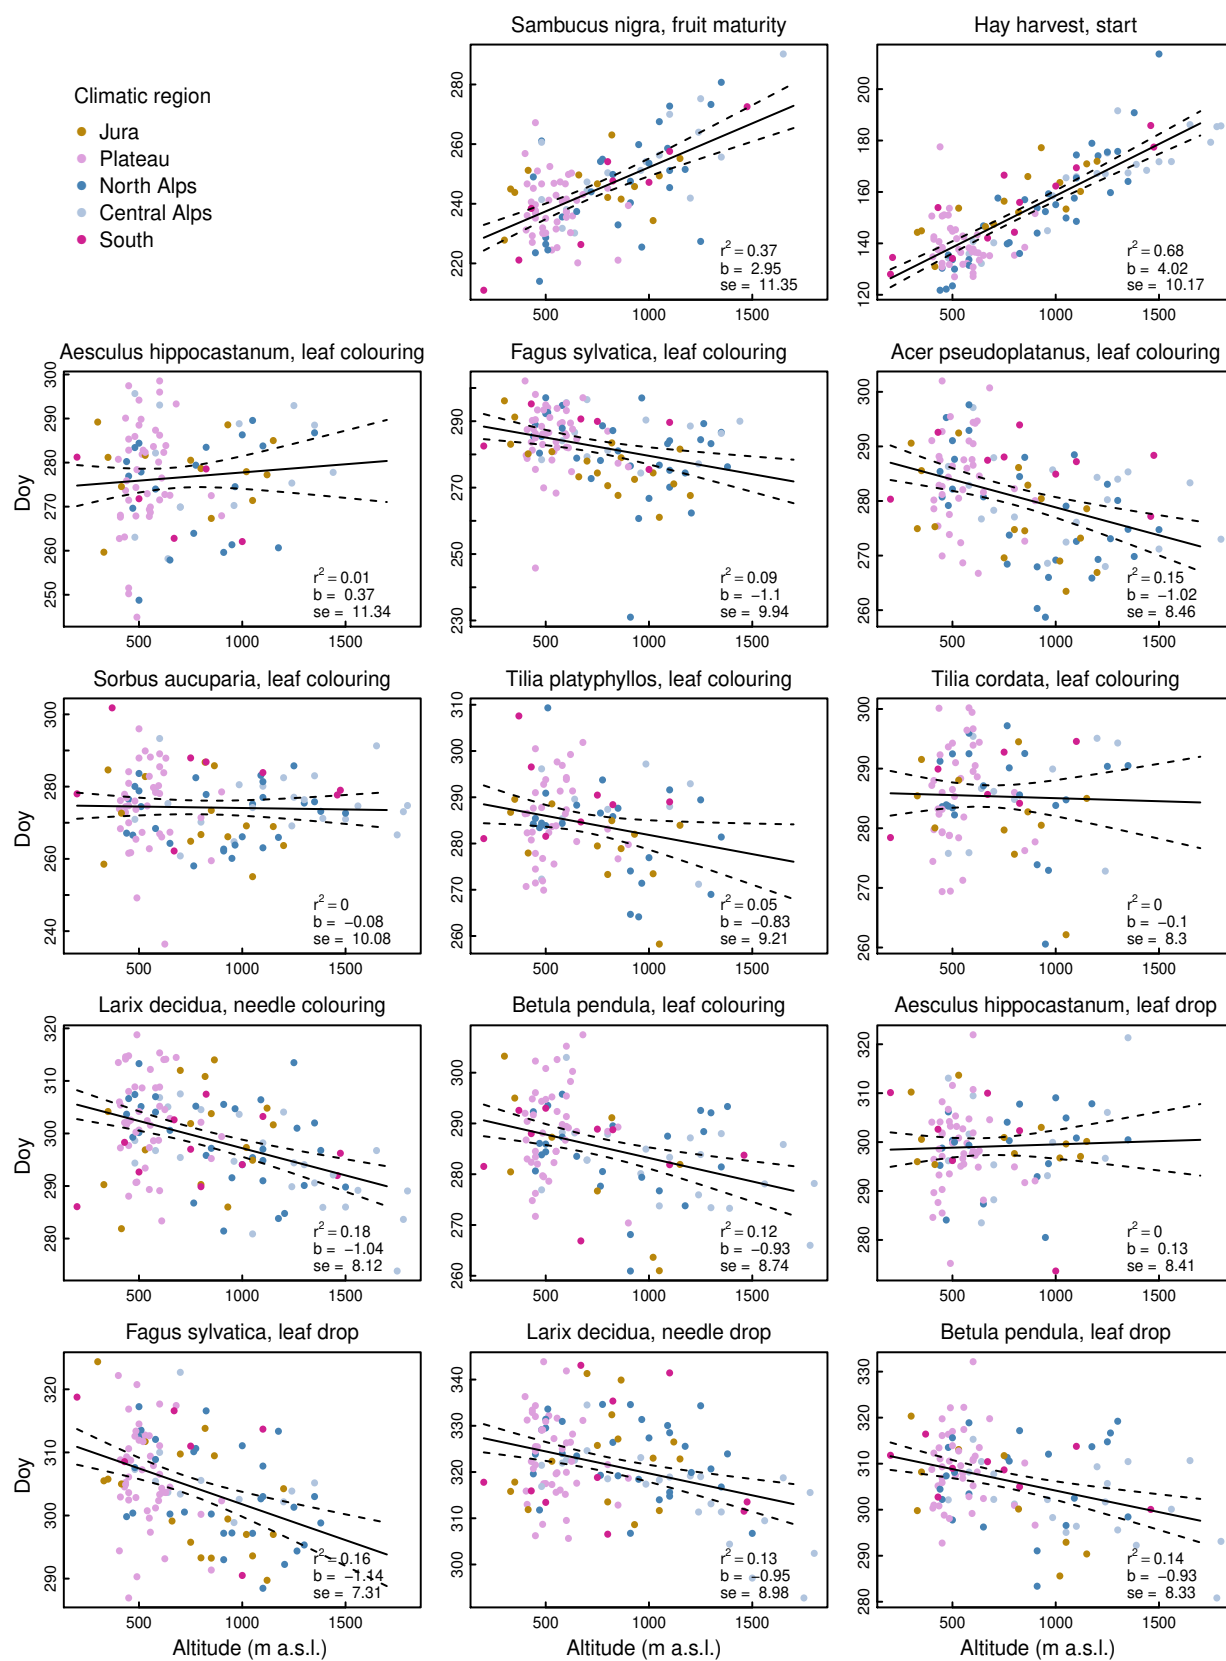 Sambucus nigra, fruit maturity
Hay harvest, start
Climatic region
Jura
Plateau
North Alps
Central Alps
South
280
260
240
220
r2 = 0.37
b = 2.95
se = 11.35
500 1000 1500
200
180
160
140
120
r2 = 0.68
b = 4.02
se = 10.17
500 1000 1500
Aesculus hippocastanum, leaf colouring
Fagus sylvatica, leaf colouring
Acer pseudoplatanus, leaf colouring
Doy
300
290
280
270
260
250
r2 = 0.01
b = 0.37
se = 11.34
500 1000 1500
290
270
250
230
r2 = 0.09
b = −1.1
se = 9.94
500 1000 1500
300
290
280
270
260
r2 = 0.15
b = −1.02
se = 8.46
500 1000 1500
Sorbus aucuparia, leaf colouring
Tilia platyphyllos, leaf colouring
Tilia cordata, leaf colouring
Doy
300
280
260
240
r2 = 0
b = −0.08
se = 10.08
500 1000 1500
310
300
290
280
270
260
r2 = 0.05
b = −0.83
se = 9.21
500 1000 1500
300
290
280
270
260
r2 = 0
b = −0.1
se = 8.3
500 1000 1500
Larix decidua, needle colouring
Betula pendula, leaf colouring
Aesculus hippocastanum, leaf drop
Doy
320
310
300
290
280
r2 = 0.18
b = −1.04
se = 8.12
500 1000 1500
300
290
280
270
260
r2 = 0.12
b = −0.93
se = 8.74
500 1000 1500
320
310
300
290
280
r2 = 0
b = 0.13
se = 8.41
500 1000 1500
Fagus sylvatica, leaf drop
Larix decidua, needle drop
Betula pendula, leaf drop
Doy
320
310
300
290
r2 = 0.16
b = −1.14
se = 7.31
500 1000 1500
Altitude (m a.s.l.)
340
330
320
310
300
r2 = 0.13
b = −0.95
se = 8.98
500 1000 1500
Altitude (m a.s.l.)
330
320
310
300
290
280
r2 = 0.14
b = −0.93
se = 8.33
500 1000 1500
Altitude (m a.s.l.)